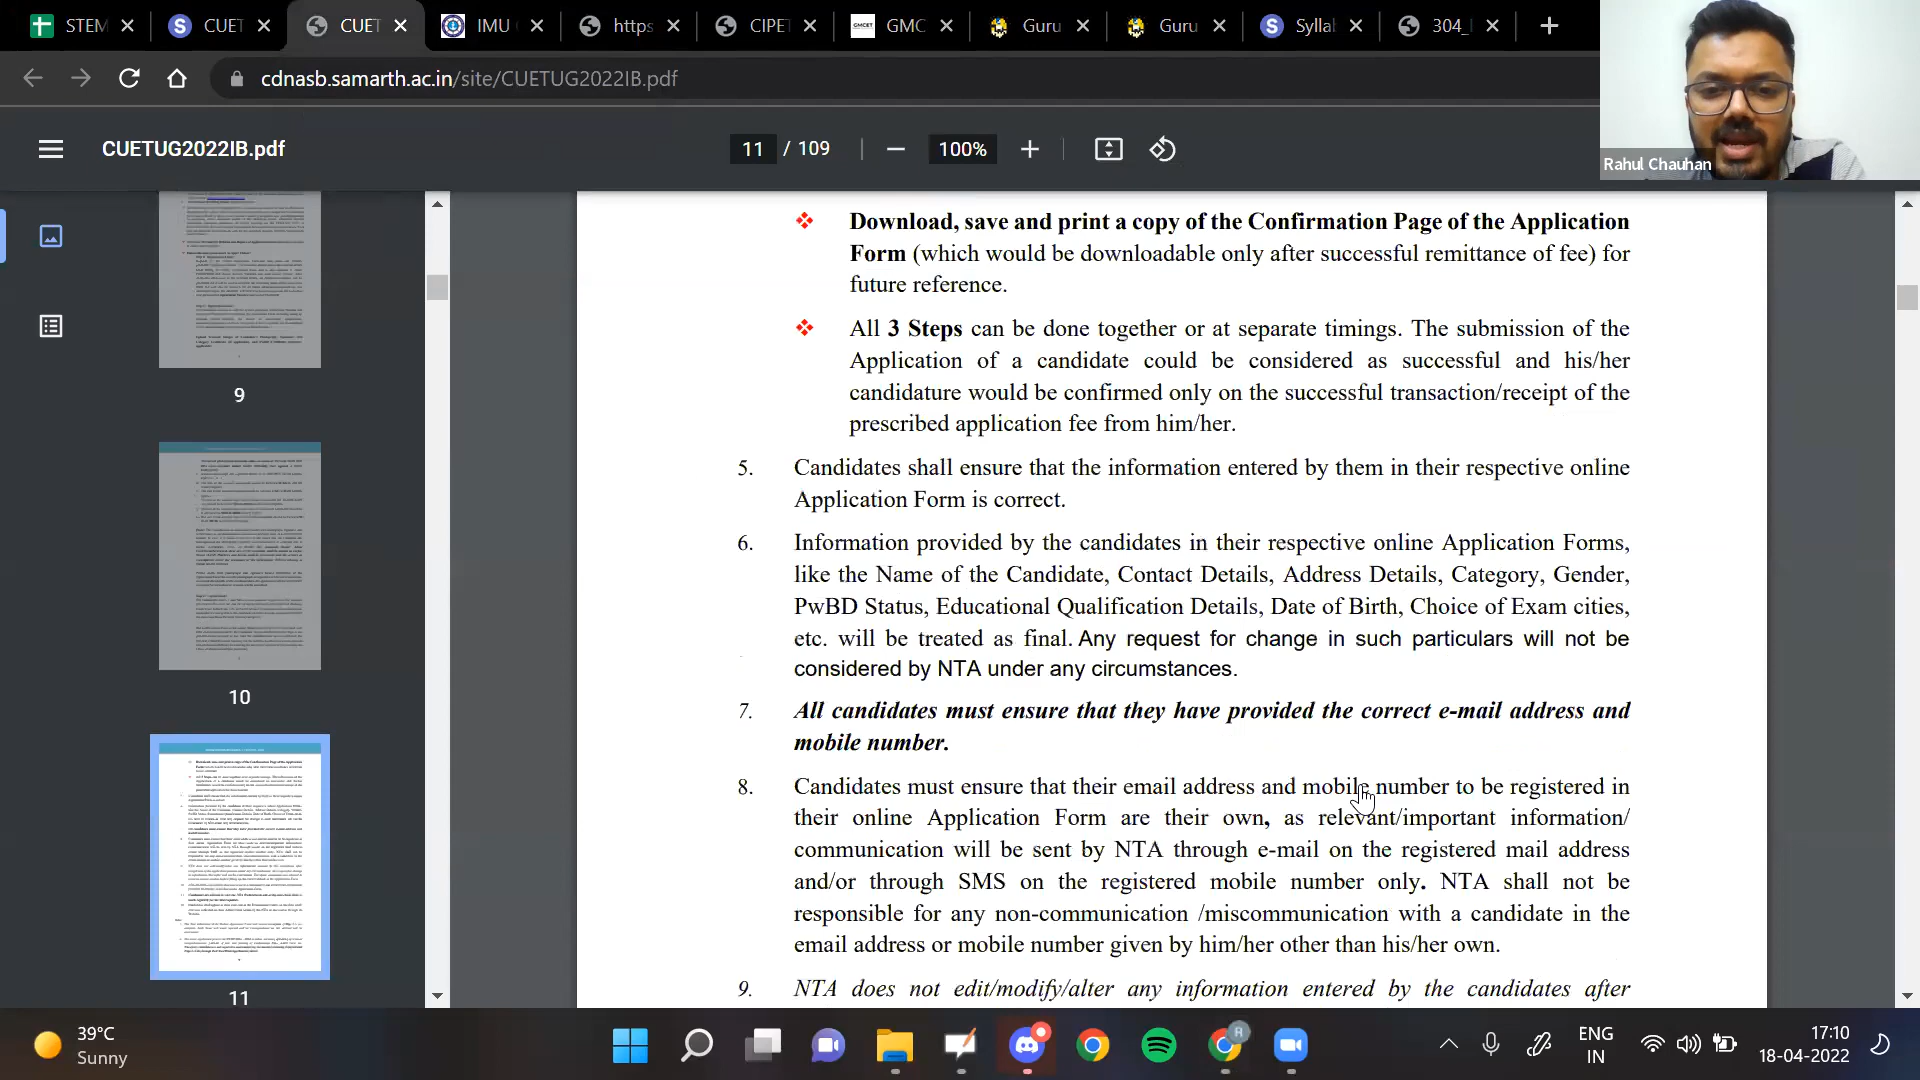 STEM
CUET
CUET
IMU
https
CIPET
GMCET
GMC
Guru
Guru
Sylla
304_
cdnasb.samarth.ac.in/site/CUETUG2022IB.pdf
CUETUG2022IB.pdf
11 / 109
100%
Rahul Chauhan
9
10
11
Download, save and print a copy of the Confirmation Page of the Application
Form (which would be downloadable only after successful remittance of fee) for
future reference.
All 3 Steps can be done together or at separate timings. The submission of the
Application of a candidate could be considered as successful and his/her
candidature would be confirmed only on the successful transaction/receipt of the
prescribed application fee from him/her.
5. Candidates shall ensure that the information entered by them in their respective online
Application Form is correct.
6. Information provided by the candidates in their respective online Application Forms,
like the Name of the Candidate, Contact Details, Address Details, Category, Gender,
PwBD Status, Educational Qualification Details, Date of Birth, Choice of Exam cities,
etc. will be treated as final. Any request for change in such particulars will not be
considered by NTA under any circumstances.
7. All candidates must ensure that they have provided the correct e-mail address and
mobile number.
8. Candidates must ensure that their email address and mobile number to be registered in
their online Application Form are their own, as relevant/important information/
communication will be sent by NTA through e-mail on the registered mail address
and/or through SMS on the registered mobile number only. NTA shall not be
responsible for any non-communication /miscommunication with a candidate in the
email address or mobile number given by him/her other than his/her own.
9. NTA does not edit/modify/alter any information entered by the candidates after
39°C
Sunny
R
ENG
IN
17:10
18-04-2022